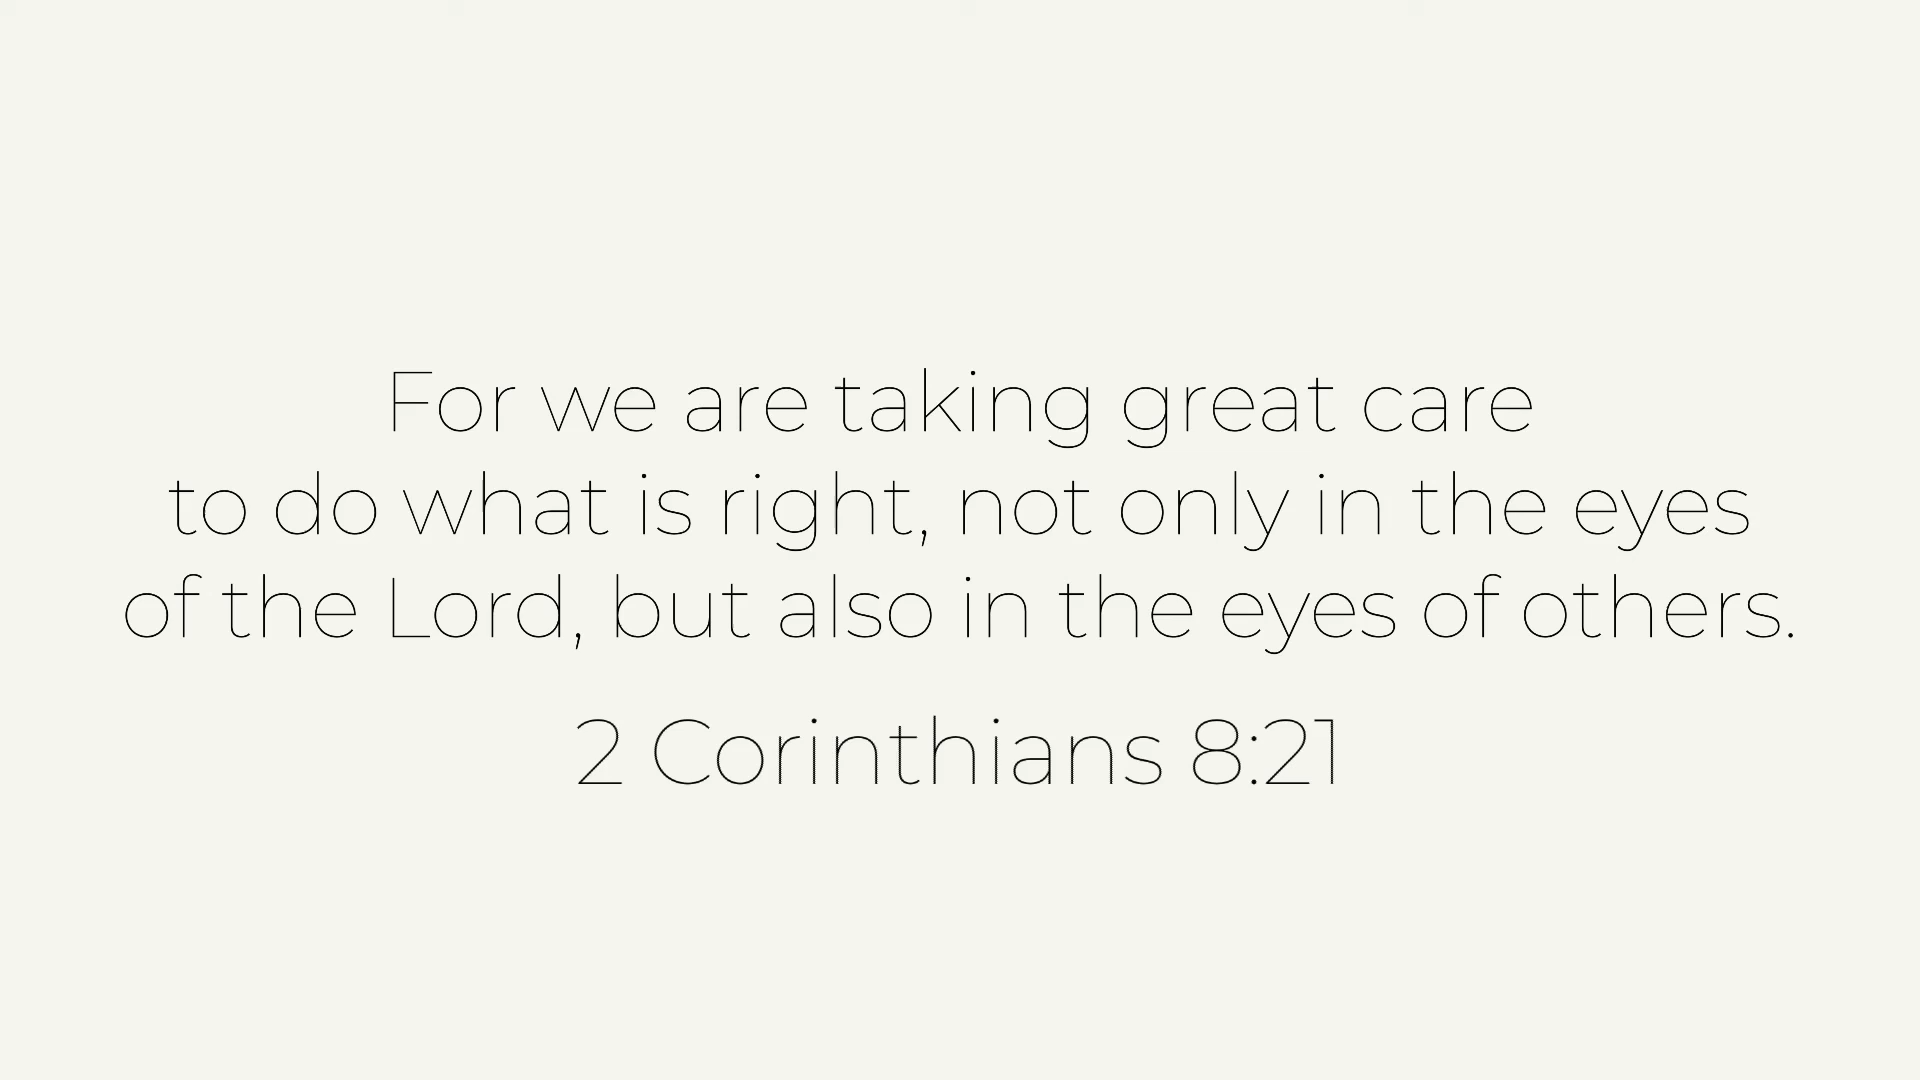 For we are taking great care
to do what is right, not only in the eyes
of the Lord, but also in the eyes of others.
2 Corinthians 8:21